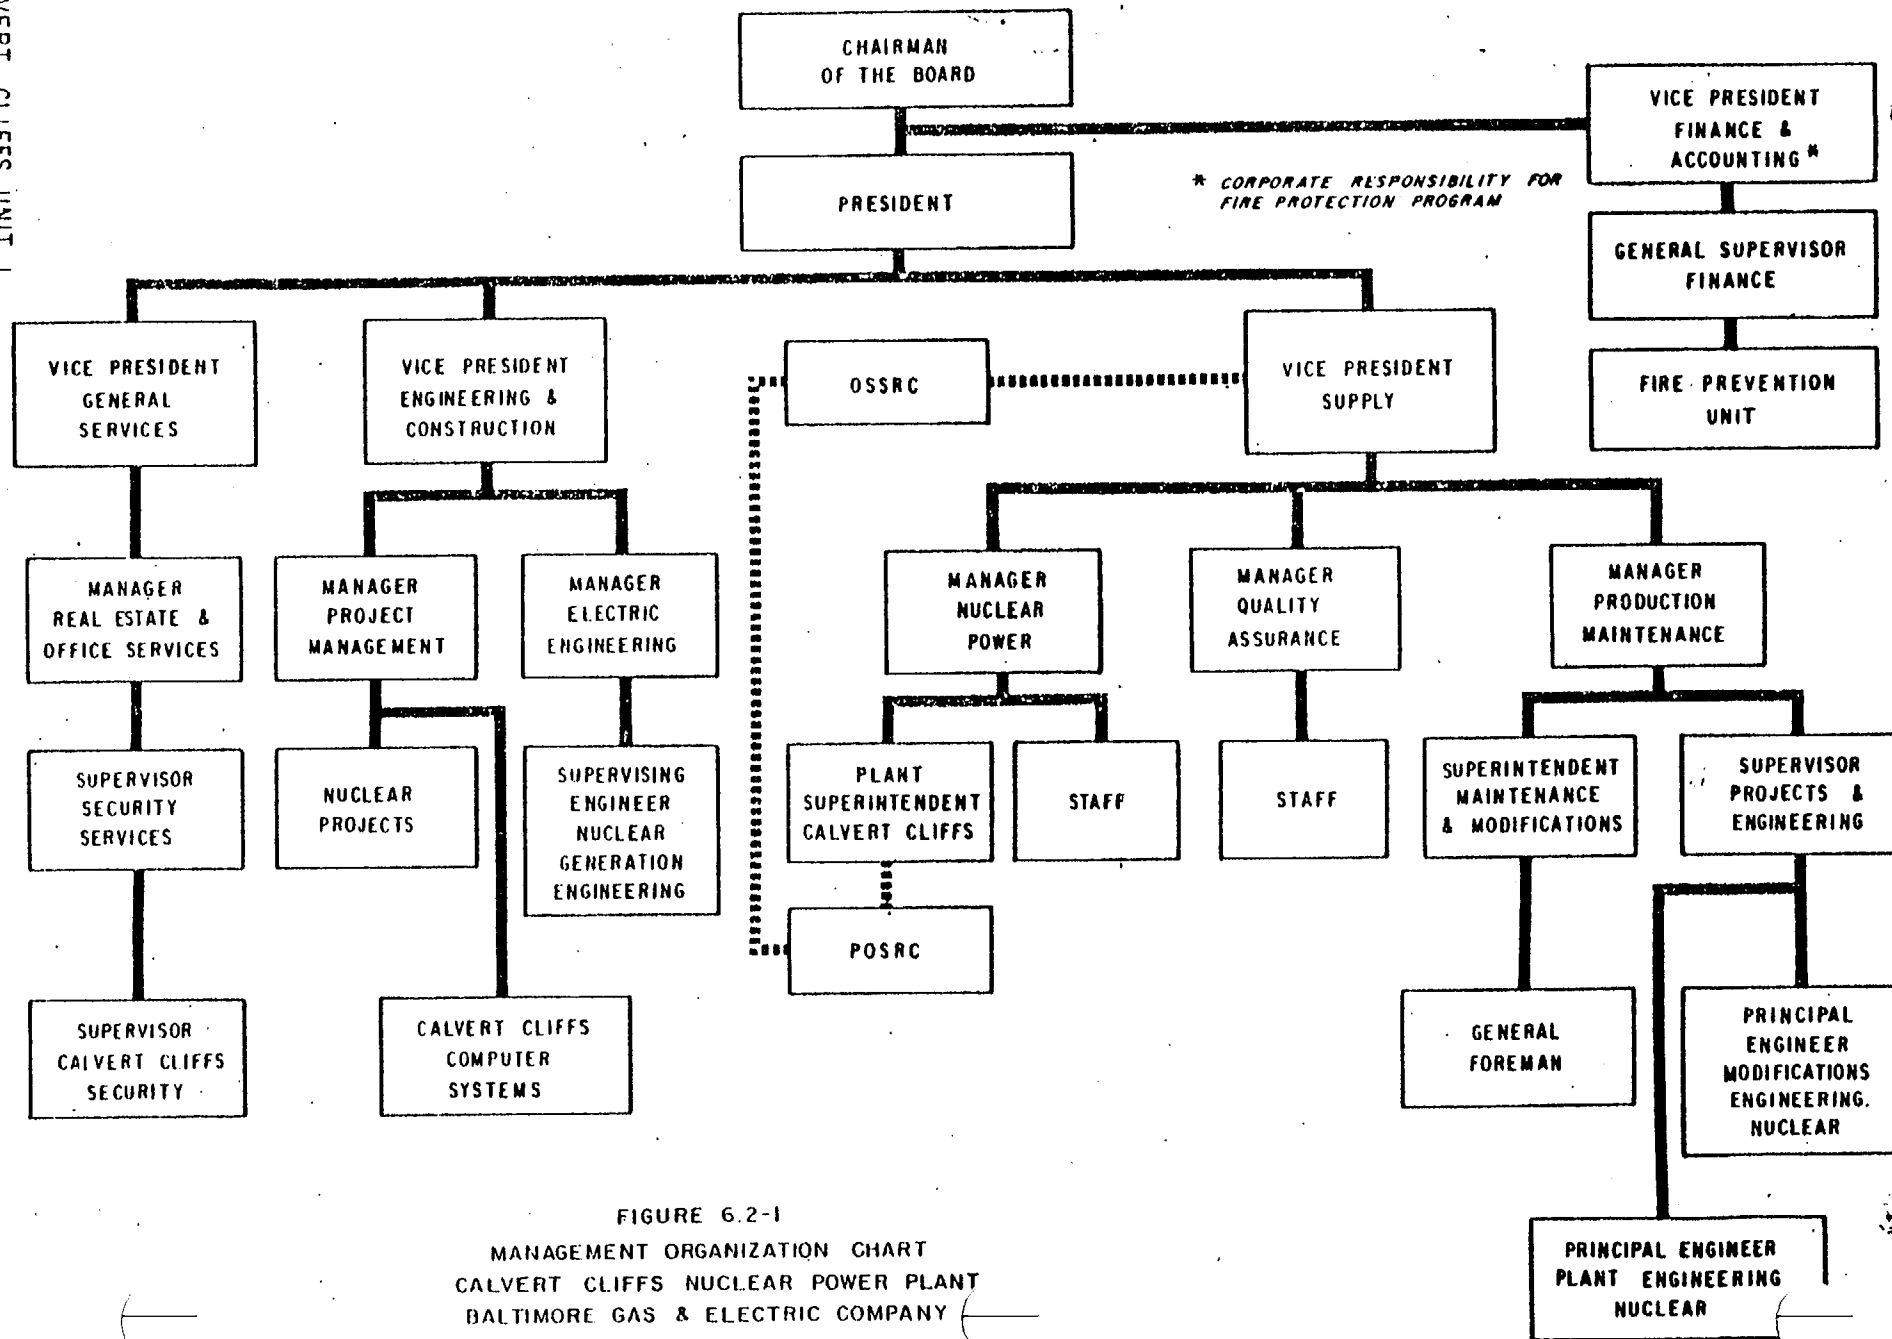 CHAIRMAN
OF THE BOARD
VICE PRESIDENT
FINANCE &
ACCOUNTING *
PRESIDENT
* CORPORATE RESPONSIBILITY FOR
FIRE PROTECTION PROGRAM
GENERAL SUPERVISOR
FINANCE
FIRE PREVENTION
UNIT
VICE PRESIDENT
GENERAL
SERVICES
VICE PRESIDENT
ENGINEERING &
CONSTRUCTION
OSSRC
VICE PRESIDENT
SUPPLY
MANAGER
REAL ESTATE &
OFFICE SERVICES
MANAGER
PROJECT
MANAGEMENT
MANAGER
ELECTRIC
ENGINEERING
MANAGER
NUCLEAR
POWER
MANAGER
QUALITY
ASSURANCE
MANAGER
PRODUCTION
MAINTENANCE
SUPERVISOR
SECURITY
SERVICES
NUCLEAR
PROJECTS
SUPERVISING
ENGINEER
NUCLEAR
GENERATION
ENGINEERING
PLANT
SUPERINTENDENT
CALVERT CLIFFS
STAFF
STAFF
SUPERINTENDENT
MAINTENANCE
& MODIFICATIONS
SUPERVISOR
PROJECTS &
ENGINEERING
POSRC
SUPERVISOR
CALVERT CLIFFS
SECURITY
CALVERT CLIFFS
COMPUTER
SYSTEMS
GENERAL
FOREMAN
PRINCIPAL
ENGINEER
MODIFICATIONS
ENGINEERING.
NUCLEAR
PRINCIPAL ENGINEER
PLANT ENGINEERING
NUCLEAR
FIGURE 6.2-1
MANAGEMENT ORGANIZATION CHART
CALVERT CLIFFS NUCLEAR POWER PLANT
BALTIMORE GAS & ELECTRIC COMPANY